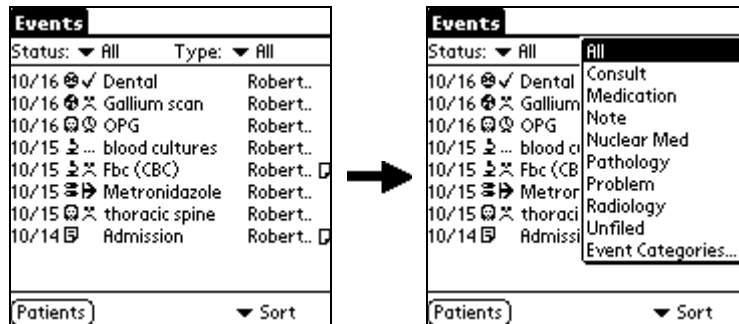 Events
Status: All Type: All
10/16 Dental Robert..
10/16 Gallium scan Robert..
10/16 OPG Robert..
10/15 ... blood cultures Robert..
10/15 Fbc (CBC) Robert..
10/15 Metronidazole Robert..
10/15 thoracic spine Robert..
10/14 Admission Robert..
Patients Sort
Events
Status: All
10/16 Dental
10/16 Gallium
10/16 OPG
10/15 ... blood c
10/15 Fbc (CB
10/15 Metror
10/15 thoraci
10/14 Admissi
All
Consult
Medication
Note
Nuclear Med
Pathology
Problem
Radiology
Unfiled
Event Categories...
Patients Sort